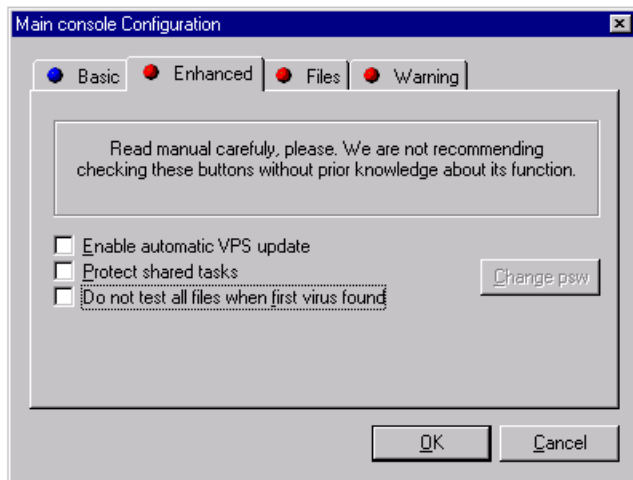 Main console Configuration
Basic
Enhanced
Files
Warning
Read manual carefuly, please. We are not recommending
checking these buttons without prior knowledge about its function.
Enable automatic VPS update
Protect shared tasks
Change psw
Do not test all files when first virus found
OK
Cancel